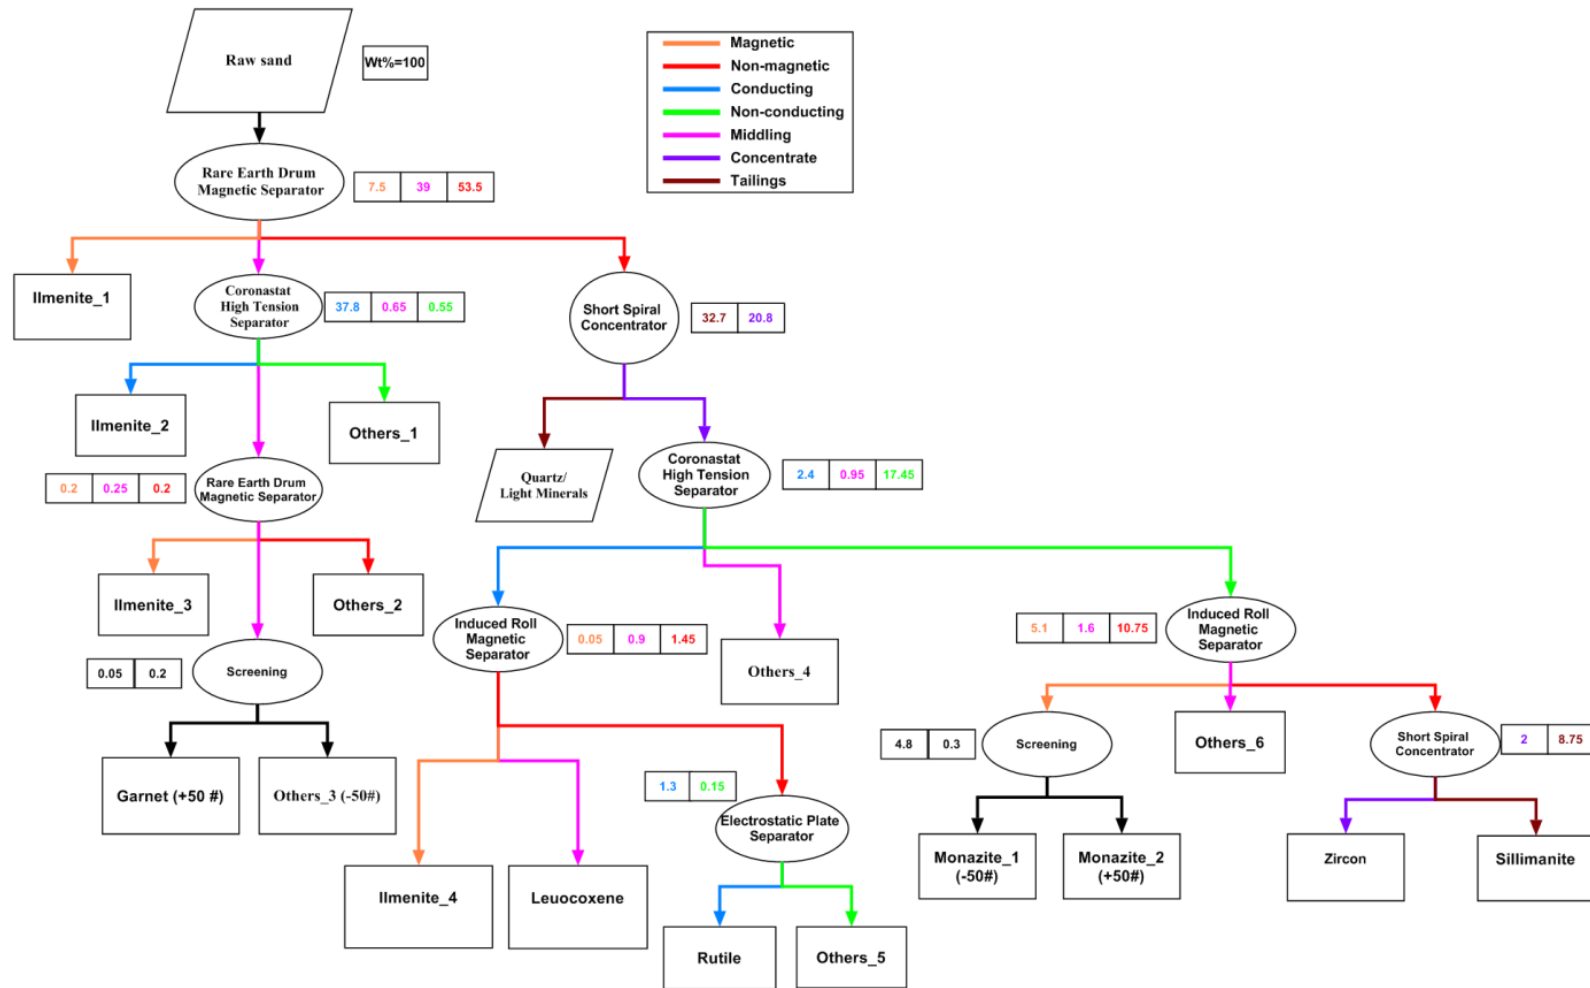 Raw sand
Wt%=100
Magnetic
Non-magnetic
Conducting
Non-conducting
Middling
Concentrate
Tailings
Rare Earth Drum
Magnetic Separator
7.5 39 53.5
Ilmenite_1
Coronastat
High Tension
Separator
37.8 0.65 0.55
Short Spiral
Concentrator
32.7 20.8
Ilmenite_2
Others_1
Quartz/
Light Minerals
Coronastat
High Tension
Separator
2.4 0.95 17.45
0.2 0.25 0.2
Rare Earth Drum
Magnetic Separator
Ilmenite_3
Others_2
Induced Roll
Magnetic
Separator
0.05 0.9 1.45
Others_4
5.1 1.6 10.75
Induced Roll
Magnetic
Separator
0.05 0.2
Screening
Garnet (+50 #)
Others_3 (-50#)
4.8 0.3
Screening
Others_6
Short Spiral
Concentrator
2 8.75
1.3 0.15
Electrostatic Plate
Separator
Ilmenite_4
Leuocoxene
Monazite_1
(-50#)
Monazite_2
(+50#)
Zircon
Sillimanite
Rutile
Others_5